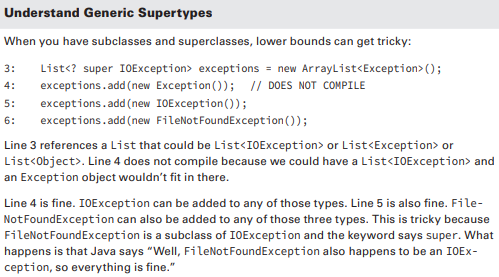 Understand Generic Supertypes
When you have subclasses and superclasses, lower bounds can get tricky:
3: List<? super IOException> exceptions = new ArrayList<Exception>();
4: exceptions.add(new Exception()); // DOES NOT COMPILE
5: exceptions.add(new IOException());
6: exceptions.add(new FileNotFoundException());
Line 3 references a List that could be List<IOException> or List<Exception> or
List<Object>. Line 4 does not compile because we could have a List<IOException> and
an Exception object wouldn't fit in there.
Line 4 is fine. IOException can be added to any of those types. Line 5 is also fine. File-
NotFoundException can also be added to any of those three types. This is tricky because
FileNotFoundException is a subclass of IOException and the keyword says super. What
happens is that Java says “Well, FileNotFoundException also happens to be an IOEx-
ception, so everything is fine.”